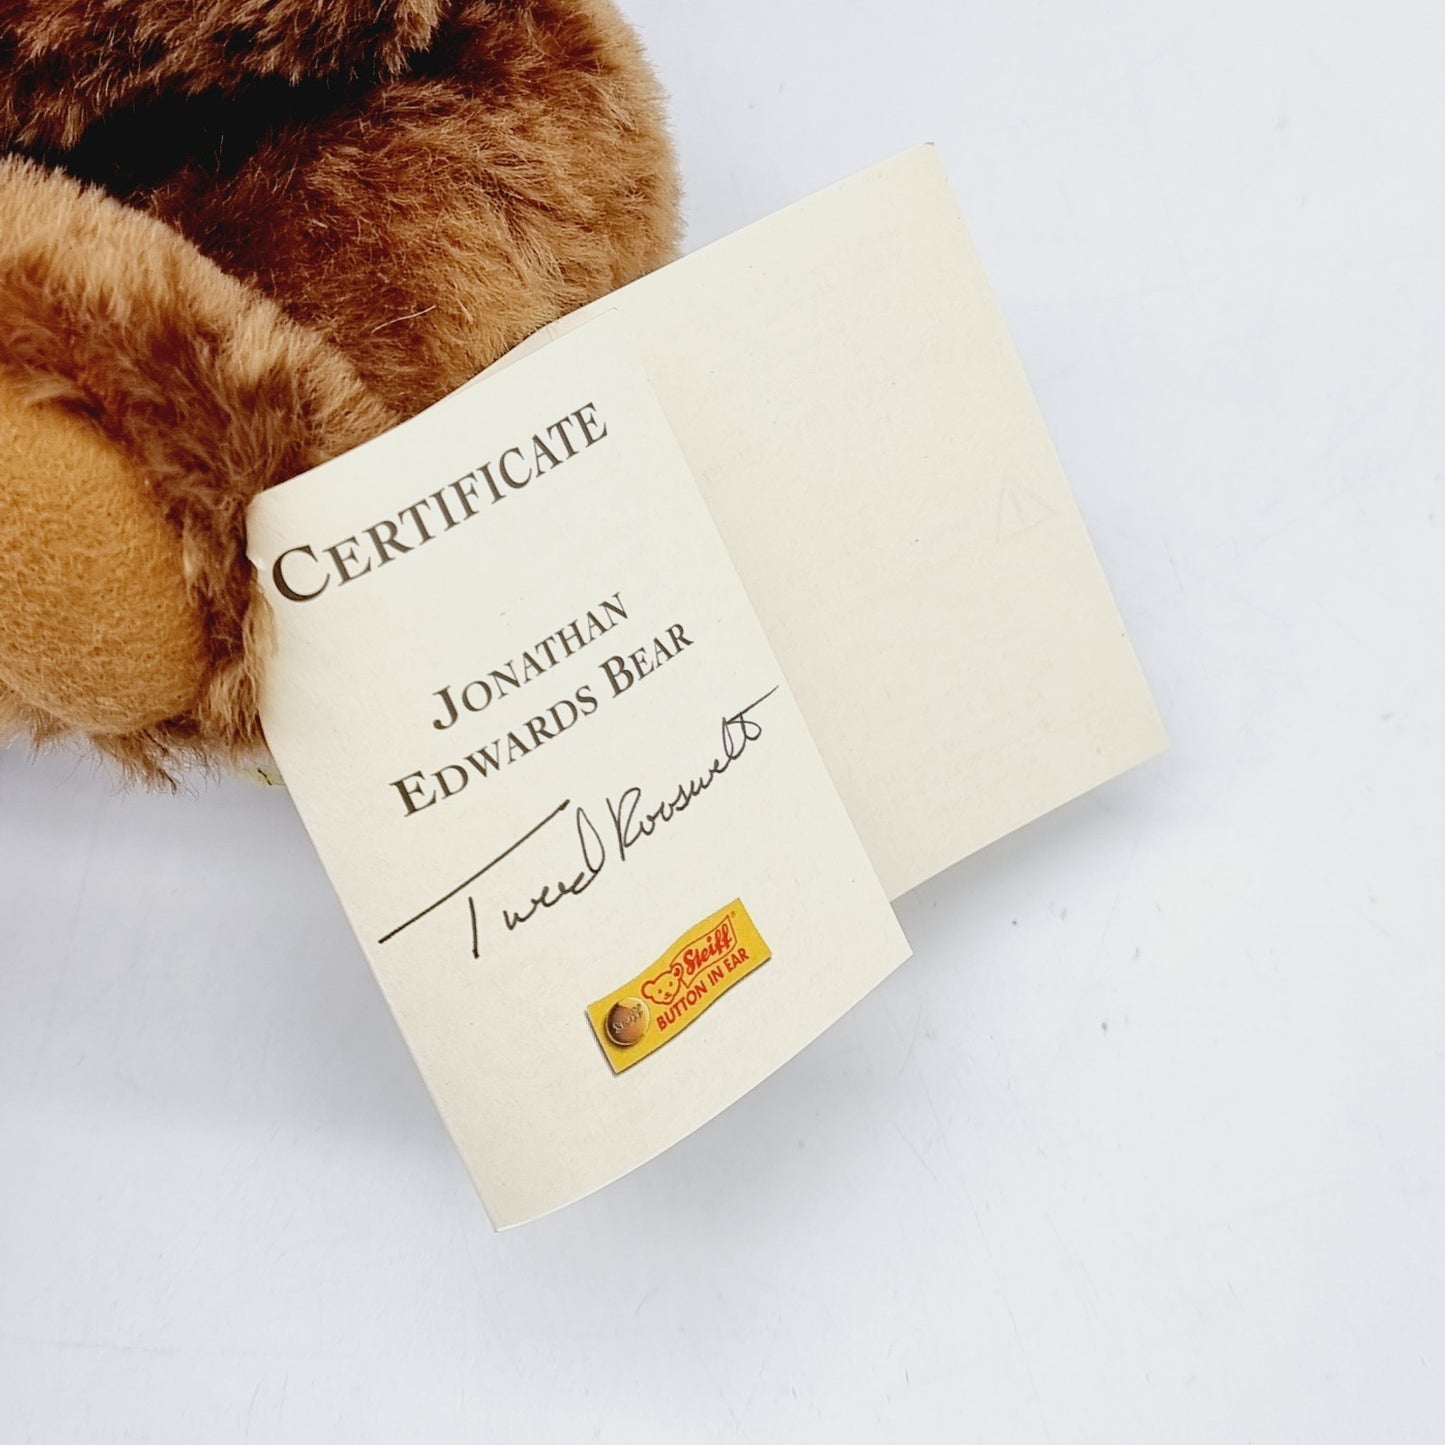 CERTIFICATE
JONATHAN
EDWARDS BEAR
Tweed Roosevelt
Steiff
BUTTON IN EAR